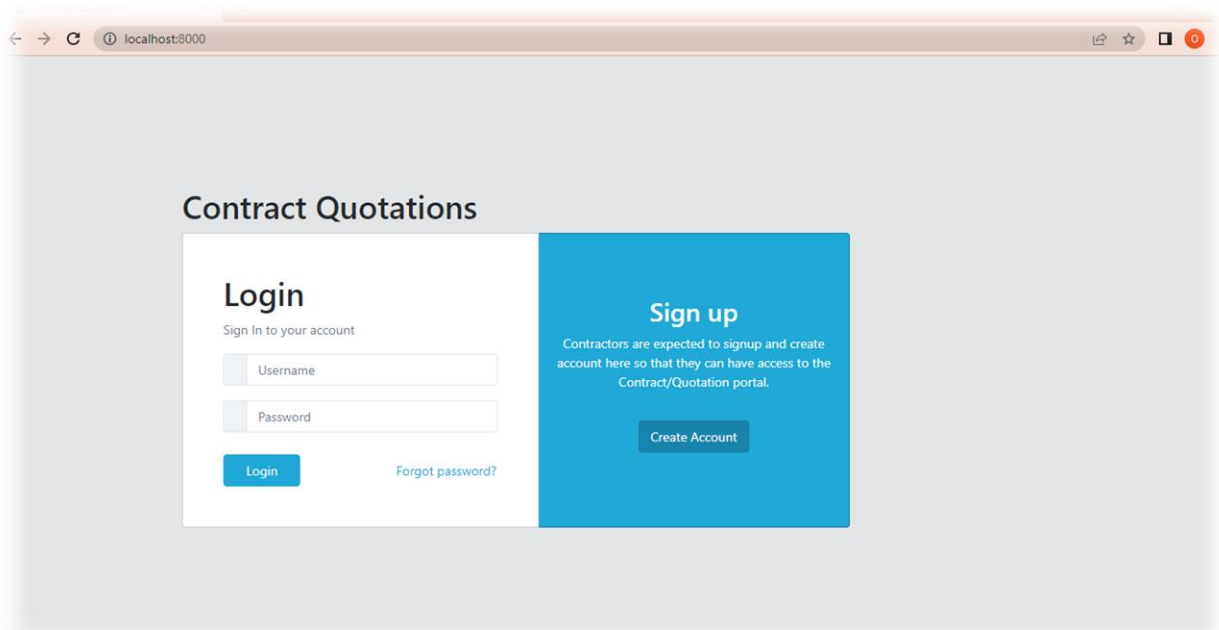 localhost:8000
O
Contract Quotations
Login
Sign In to your account
Username
Password
Login
Forgot password?
Sign up
Contractors are expected to signup and create
account here so that they can have access to the
Contract/Quotation portal.
Create Account